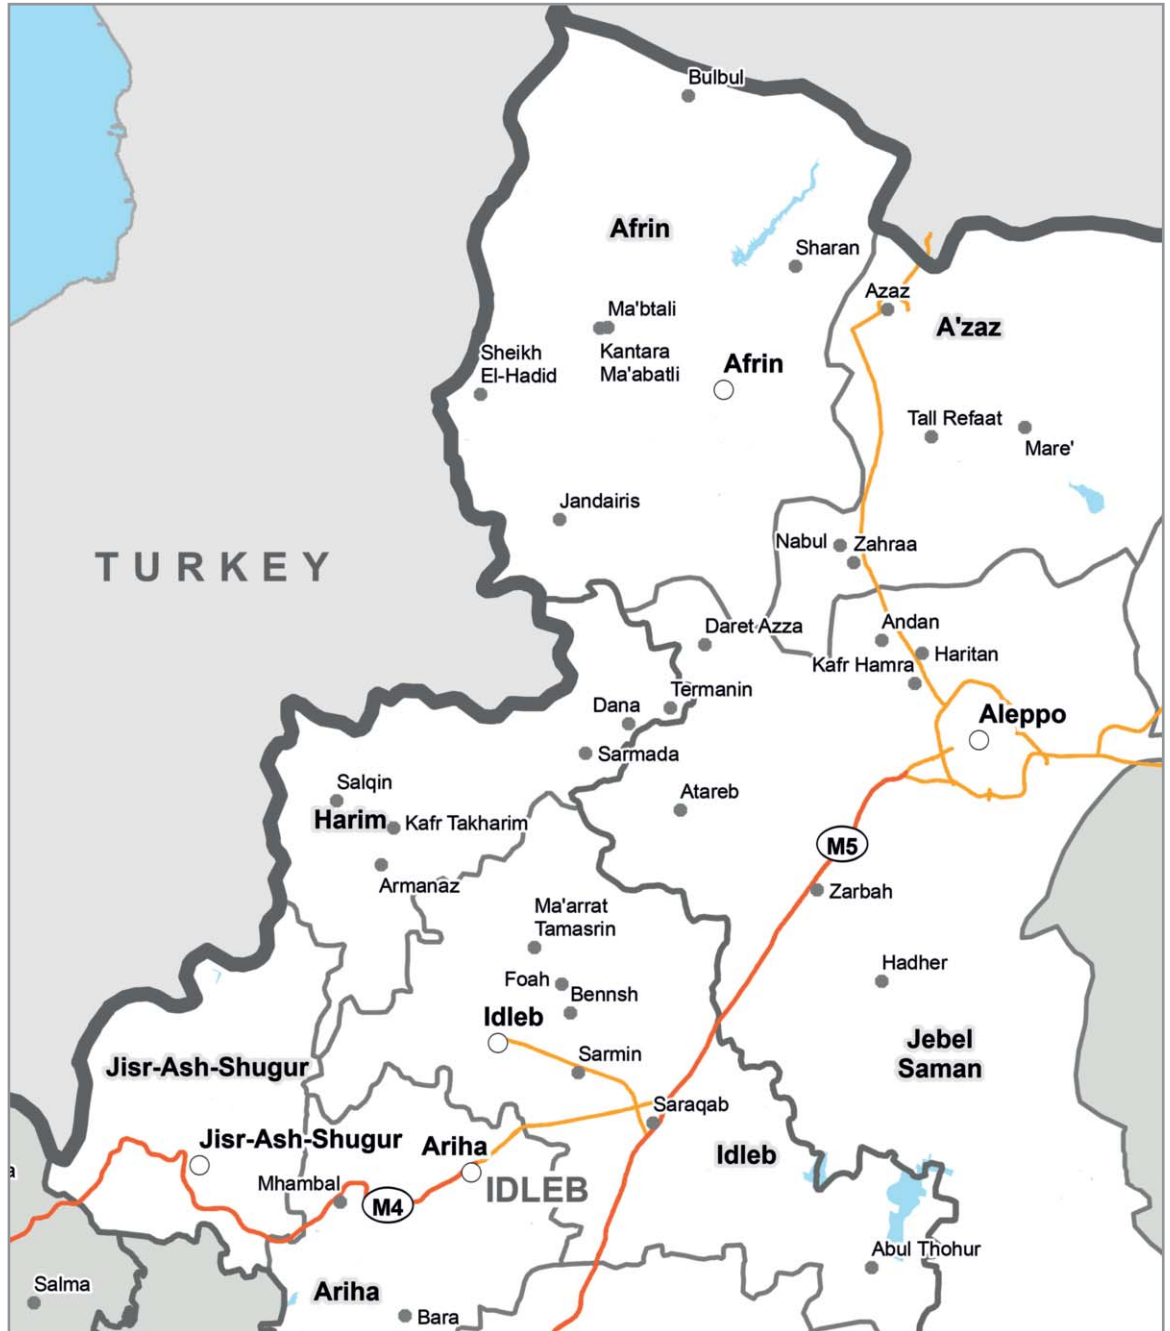 Bulbul
Afrin
Sharan
Azaz
Ma'btali
A'zaz
Sheikh
El-Hadid
Kantara
Ma'abatli
Afrin
Tall Refaat
Mare'
Jandairis
TURKEY
Nabul
Zahraa
Daret Azza
Andan
Haritan
Kafr Hamra
Termanin
Dana
Aleppo
Sarmada
Salqin
Atareb
Harim
Kafr Takharim
M5
Armanaz
Zarbah
Ma'arrat
Tamasrin
Hadher
Foah
Bennsh
Idleb
Jebel
Saman
Sarmin
Jisr-Ash-Shugur
Saraqab
Jisr-Ash-Shugur
Ariha
Idleb
a
Mhambal
IDLEB
M4
Abul Thohur
Salma
Ariha
Bara